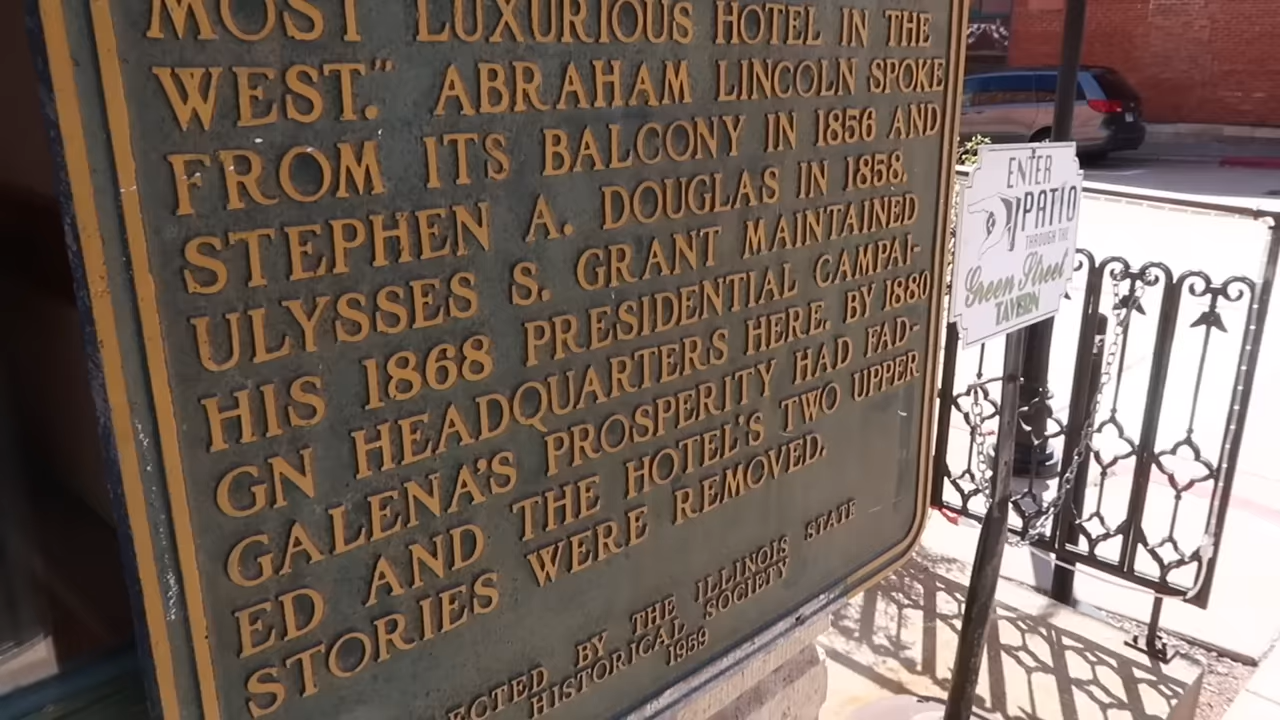 MOST LUXURIOUS HOTEL IN THE
WEST." ABRAHAM LINCOLN SPOKE
FROM ITS BALCONY IN 1856 AND
STEPHEN A. DOUGLAS IN 1858.
ULYSSES S. GRANT MAINTAINED
HIS 1868 PRESIDENTIAL CAMPAI-
GN HEADQUARTERS HERE. BY 1880
GALENA'S PROSPERITY HAD FAD-
ED AND THE HOTEL'S TWO UPPER
STORIES WERE REMOVED.
ECTED BY THE ILLINOIS STATE
HISTORICAL SOCIETY
1959
ENTER
PATIO
THROUGH THE
Green Street
TAVERN